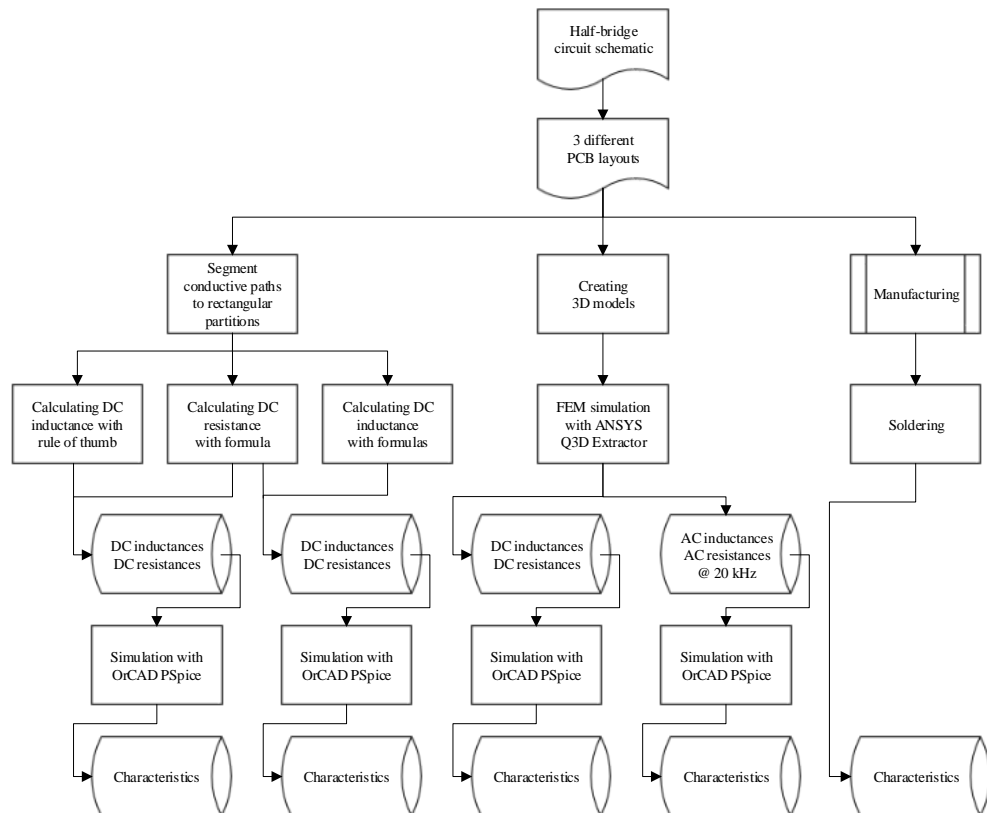 Half-bridge
circuit schematic
3 different
PCB layouts
Segment
conductive paths
to rectangular
partitions
Creating
3D models
Manufacturing
Calculating DC
inductance with
rule of thumb
Calculating DC
resistance
with formula
Calculating DC
inductance
with formulas
FEM simulation
with ANSYS
Q3D Extractor
Soldering
DC inductances
DC resistances
DC inductances
DC resistances
DC inductances
DC resistances
AC inductances
AC resistances
@ 20 kHz
Simulation with
OrCAD PSpice
Simulation with
OrCAD PSpice
Simulation with
OrCAD PSpice
Simulation with
OrCAD PSpice
Characteristics
Characteristics
Characteristics
Characteristics
Characteristics